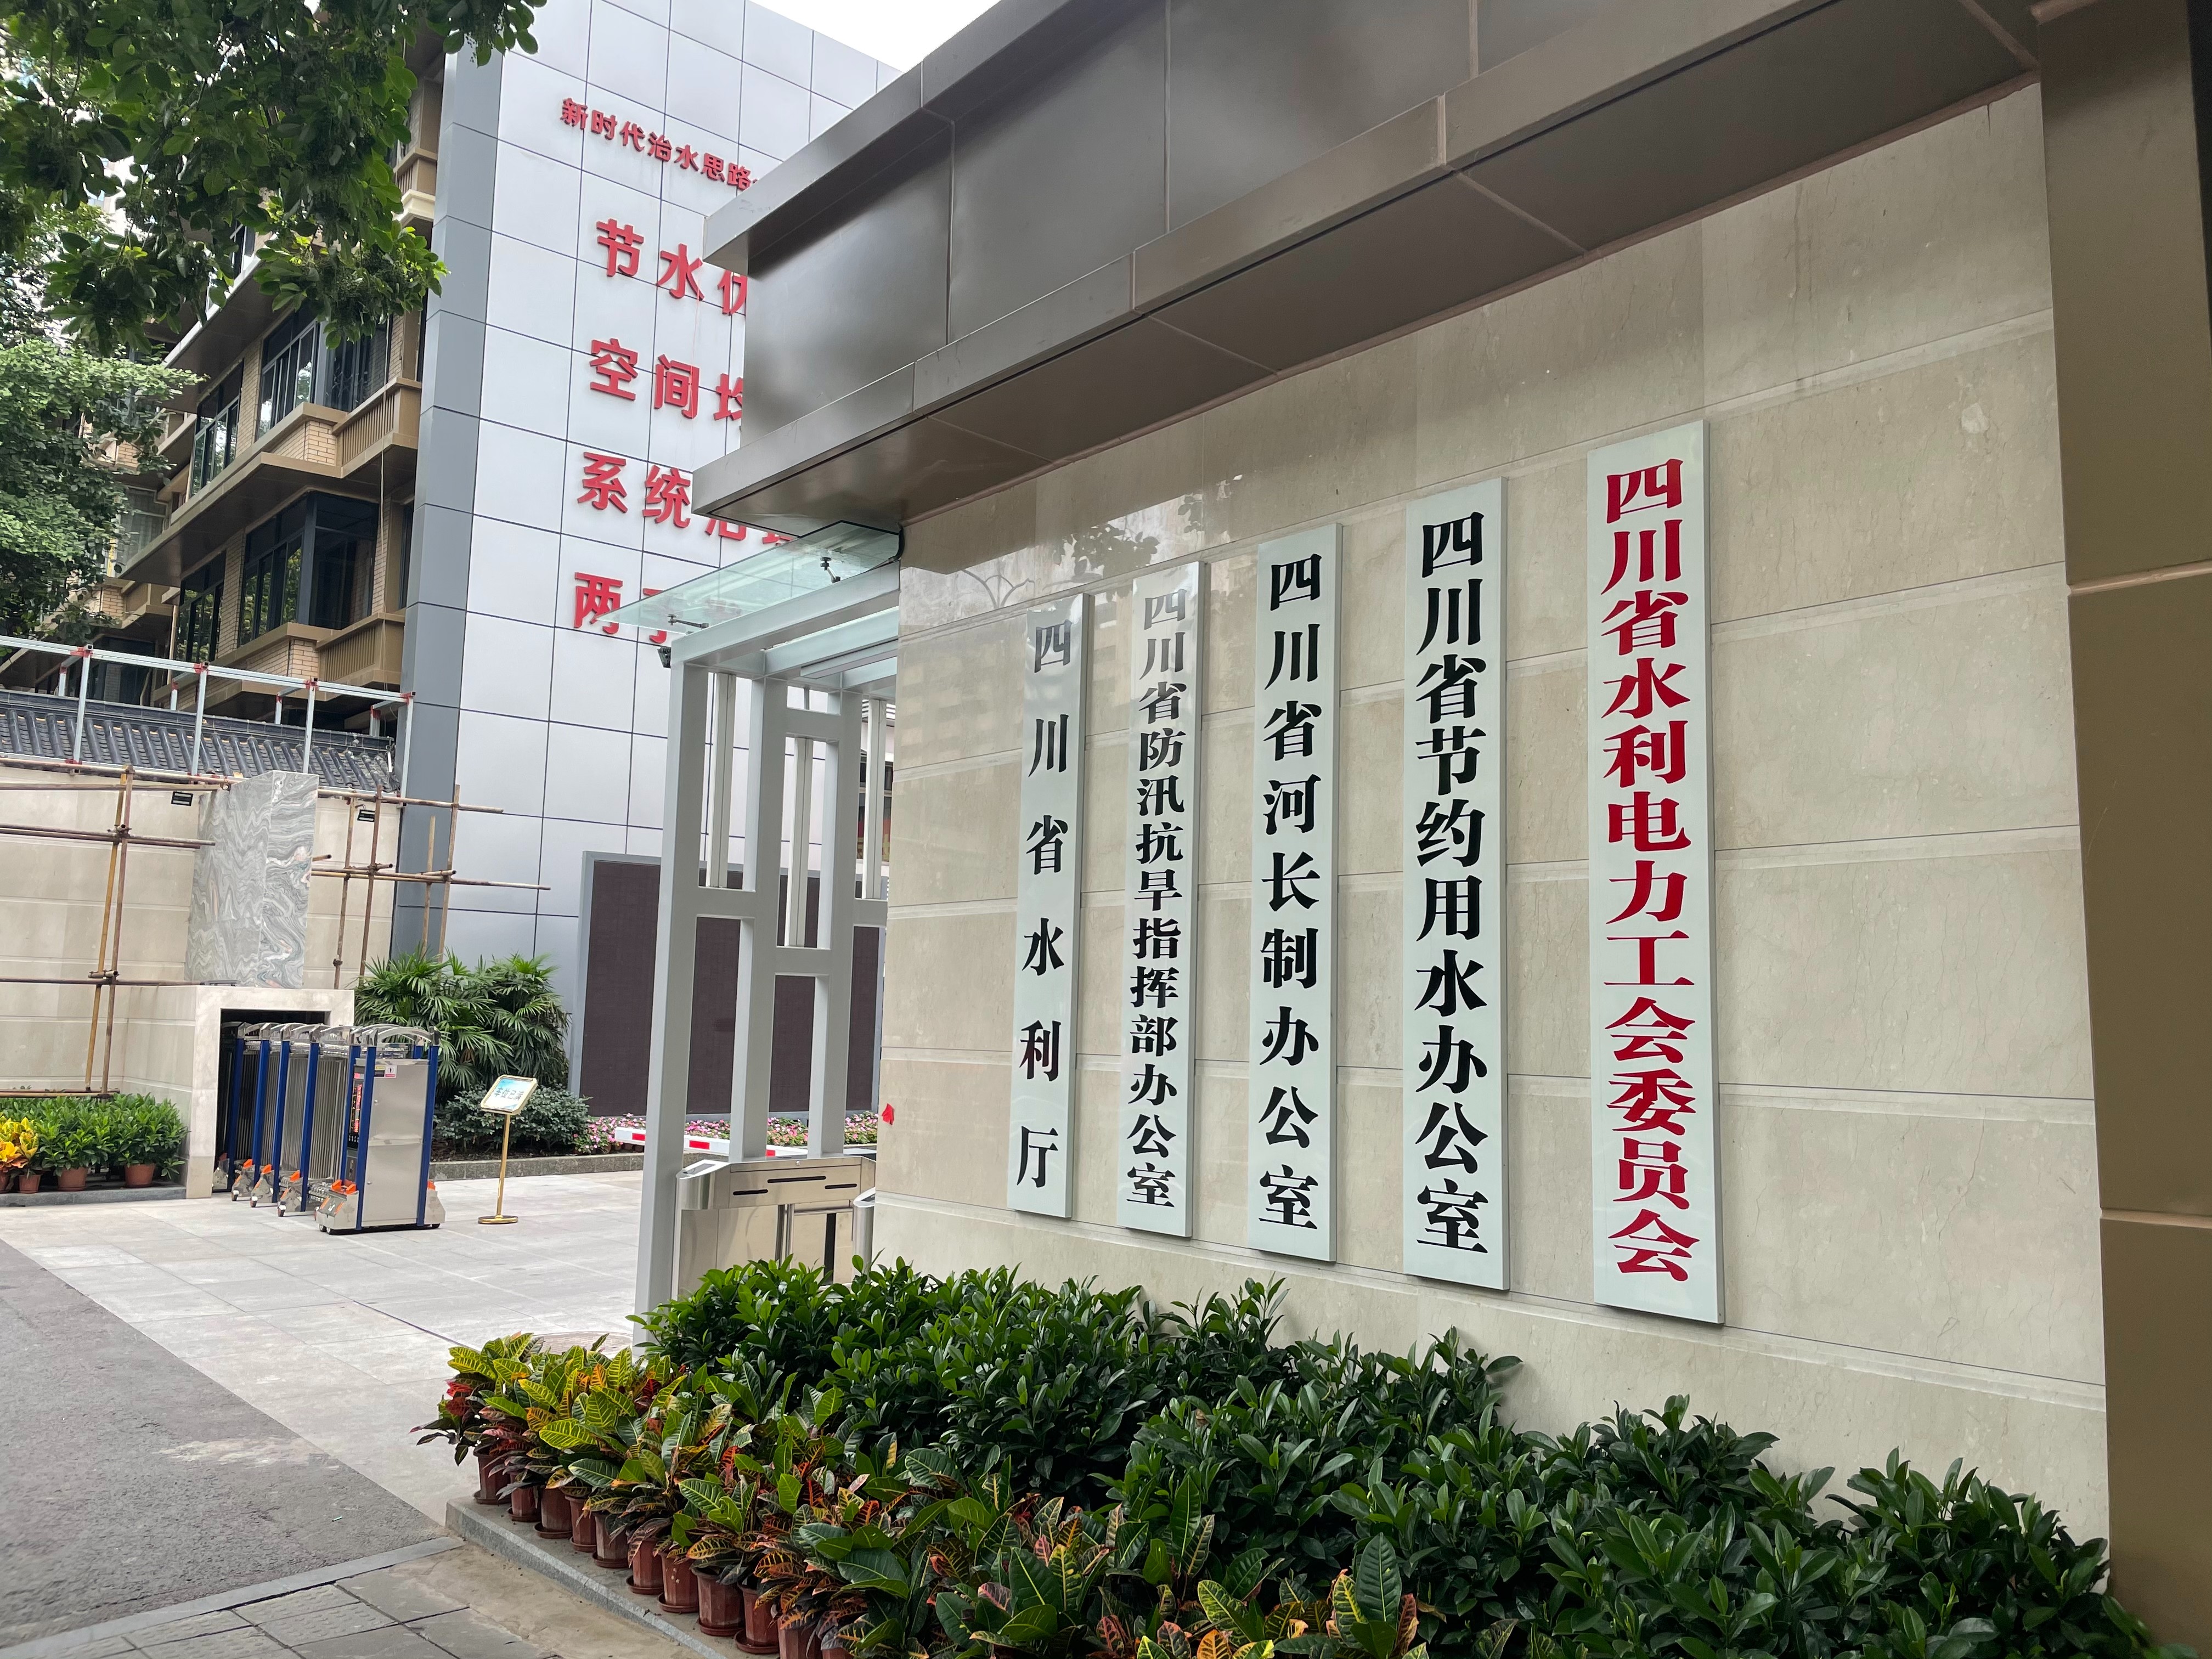 新时代治水思路
节水优
空间均
系统治理
两手
四川省水利厅
四川省防汛抗旱指挥部办公室
四川省河长制办公室
四川省节约用水办公室
四川省水利电力工会委员会